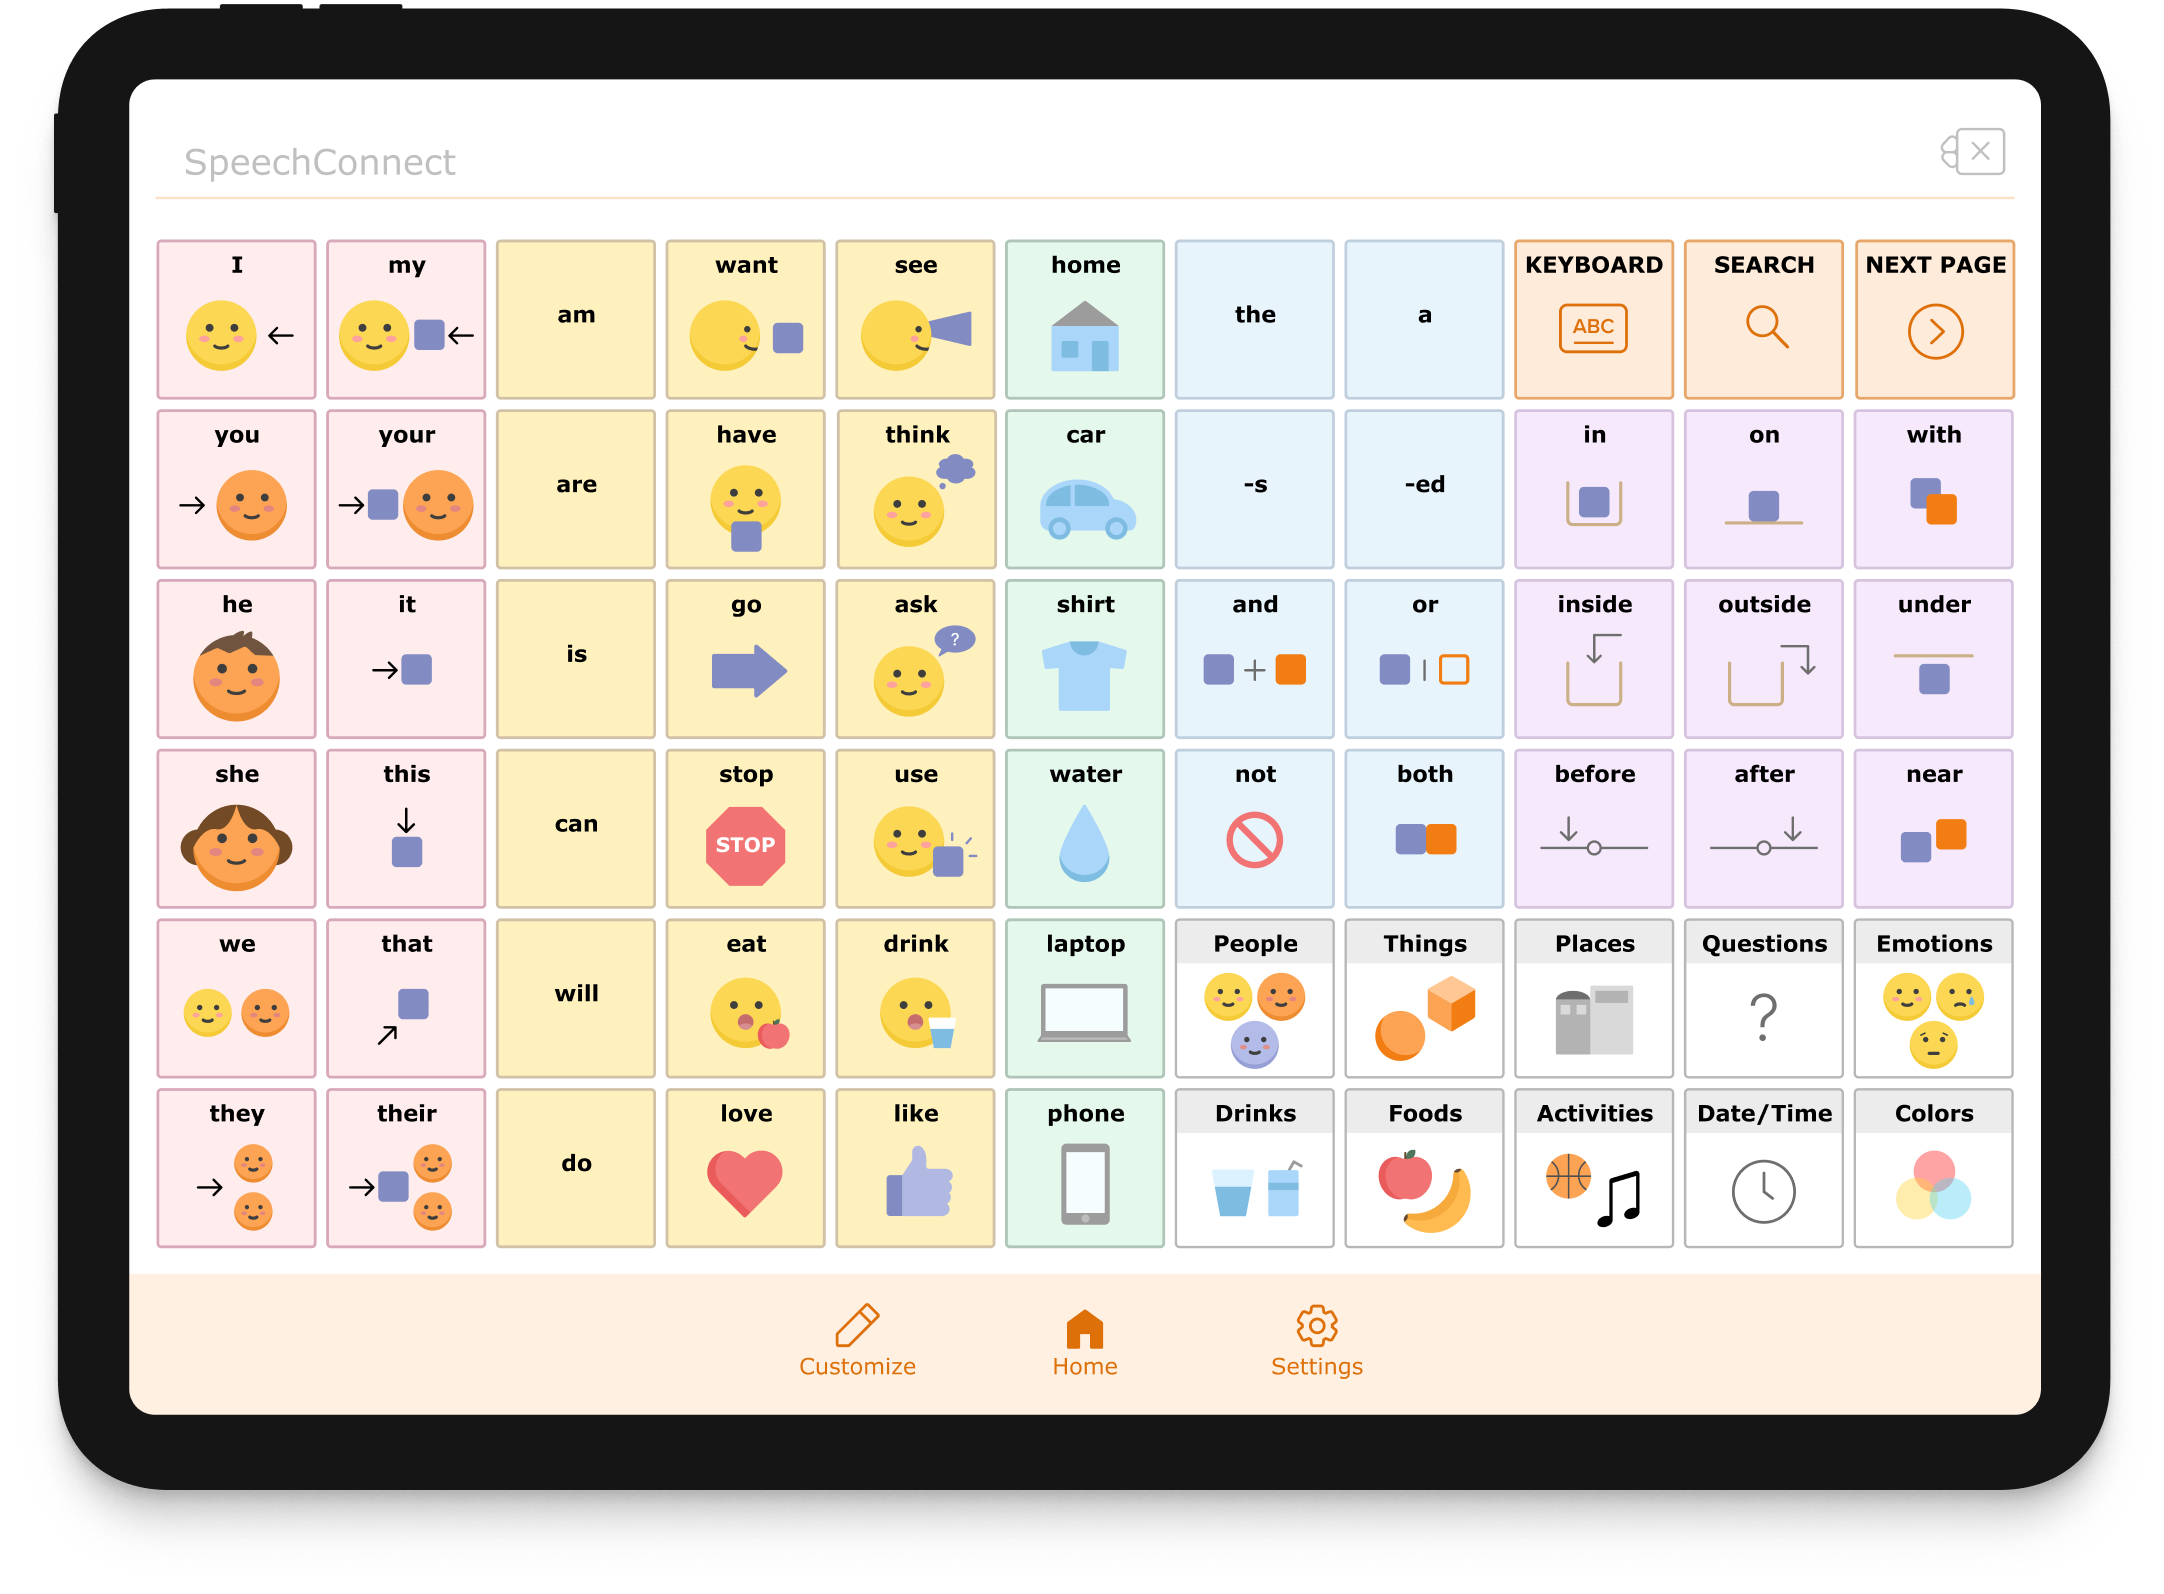 SpeechConnect
I my am want see home the a KEYBOARD SEARCH NEXT PAGE
ABC
you your are have think car -s -ed in on with
he it is go ask shirt and or inside outside under
?
she this can stop use water not both before after near
STOP
we that will eat drink laptop People Things Places Questions Emotions
?
they their do love like phone Drinks Foods Activities Date/Time Colors
Customize Home Settings